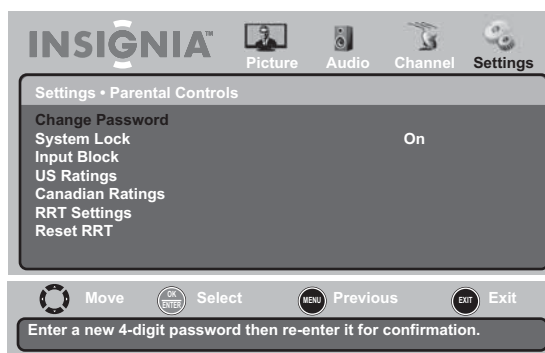 INSIGNIA™
Picture Audio Channel Settings
Settings • Parental Controls
Change Password
System Lock On
Input Block
US Ratings
Canadian Ratings
RRT Settings
Reset RRT
Move OK ENTER Select MENU Previous EXIT Exit
Enter a new 4-digit password then re-enter it for confirmation.